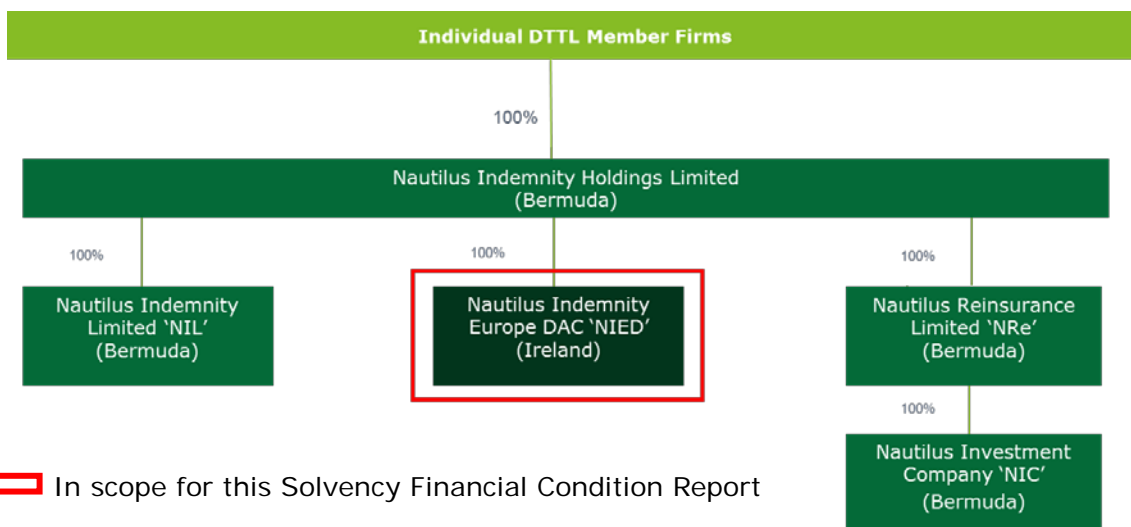 Individual DTTL Member Firms
100%
Nautilus Indemnity Holdings Limited
(Bermuda)
100%
100%
100%
Nautilus Indemnity
Limited ‘NIL’
(Bermuda)
Nautilus Indemnity
Europe DAC ‘NIED’
(Ireland)
Nautilus Reinsurance
Limited ‘NRe’
(Bermuda)
100%
Nautilus Investment
Company ‘NIC’
(Bermuda)
In scope for this Solvency Financial Condition Report